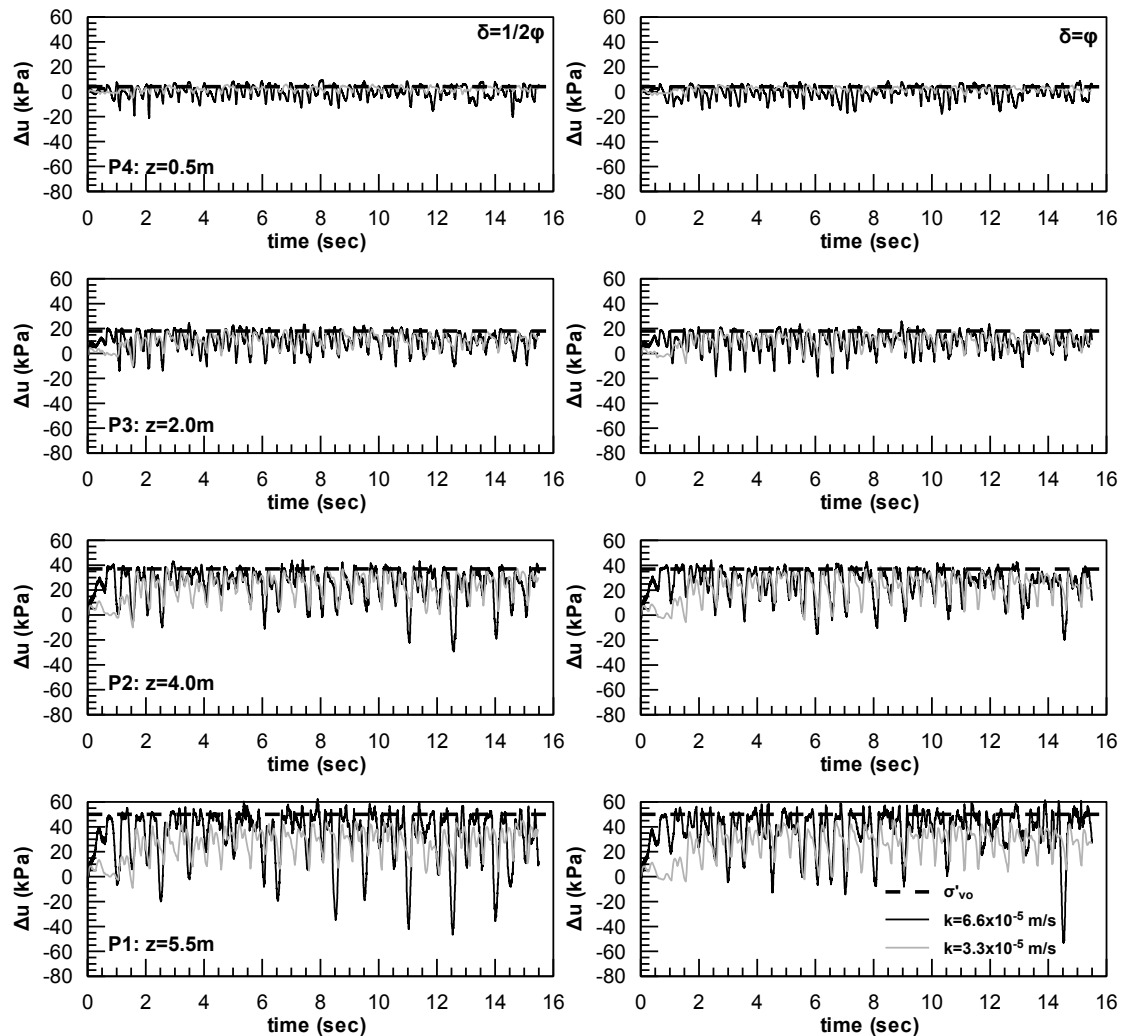 60 40 20 0 -20 -40 -60 -80
Δu (kPa)
δ=1/2φ
P4: z=0.5m
0 2 4 6 8 10 12 14 16
time (sec)
60 40 20 0 -20 -40 -60 -80
Δu (kPa)
δ=φ
0 2 4 6 8 10 12 14 16
time (sec)
60 40 20 0 -20 -40 -60 -80
Δu (kPa)
P3: z=2.0m
0 2 4 6 8 10 12 14 16
time (sec)
60 40 20 0 -20 -40 -60 -80
Δu (kPa)
0 2 4 6 8 10 12 14 16
time (sec)
60 40 20 0 -20 -40 -60 -80
Δu (kPa)
P2: z=4.0m
0 2 4 6 8 10 12 14 16
time (sec)
60 40 20 0 -20 -40 -60 -80
Δu (kPa)
0 2 4 6 8 10 12 14 16
time (sec)
60 40 20 0 -20 -40 -60 -80
Δu (kPa)
P1: z=5.5m
0 2 4 6 8 10 12 14 16
time (sec)
60 40 20 0 -20 -40 -60 -80
Δu (kPa)
σ'vo
k=6.6x10⁻⁵ m/s
k=3.3x10⁻⁵ m/s
0 2 4 6 8 10 12 14 16
time (sec)